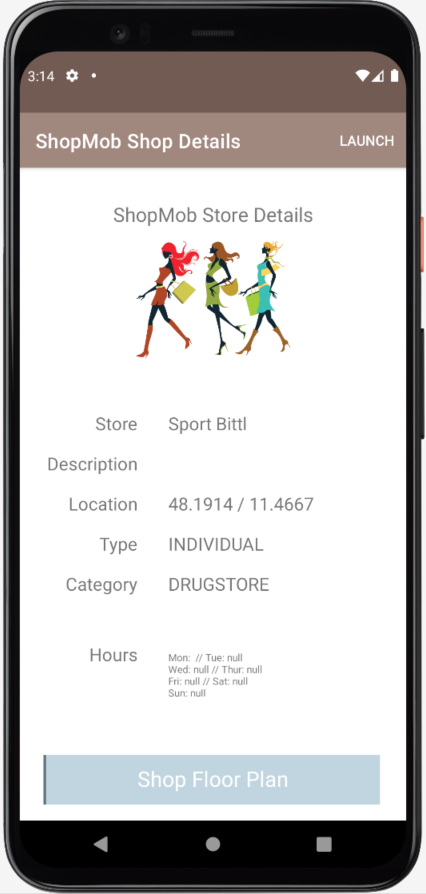 3:14
ShopMob Shop Details LAUNCH
ShopMob Store Details
Store Sport Bittl
Description
Location 48.1914 / 11.4667
Type INDIVIDUAL
Category DRUGSTORE
Hours Mon:  // Tue: null
Wed: null // Thur: null
Fri: null // Sat: null
Sun: null
Shop Floor Plan